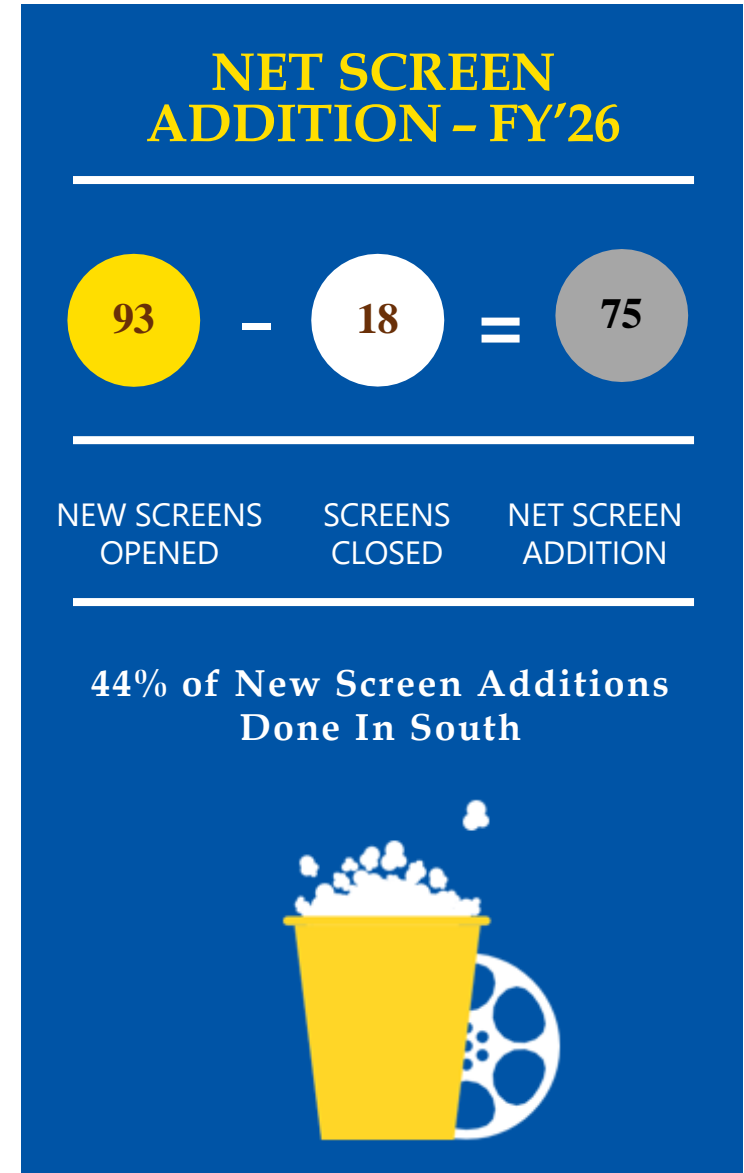 NET SCREEN
ADDITION – FY’26
93 – 18 = 75
NEW SCREENS SCREENS NET SCREEN
OPENED CLOSED ADDITION
44% of New Screen Additions
Done In South